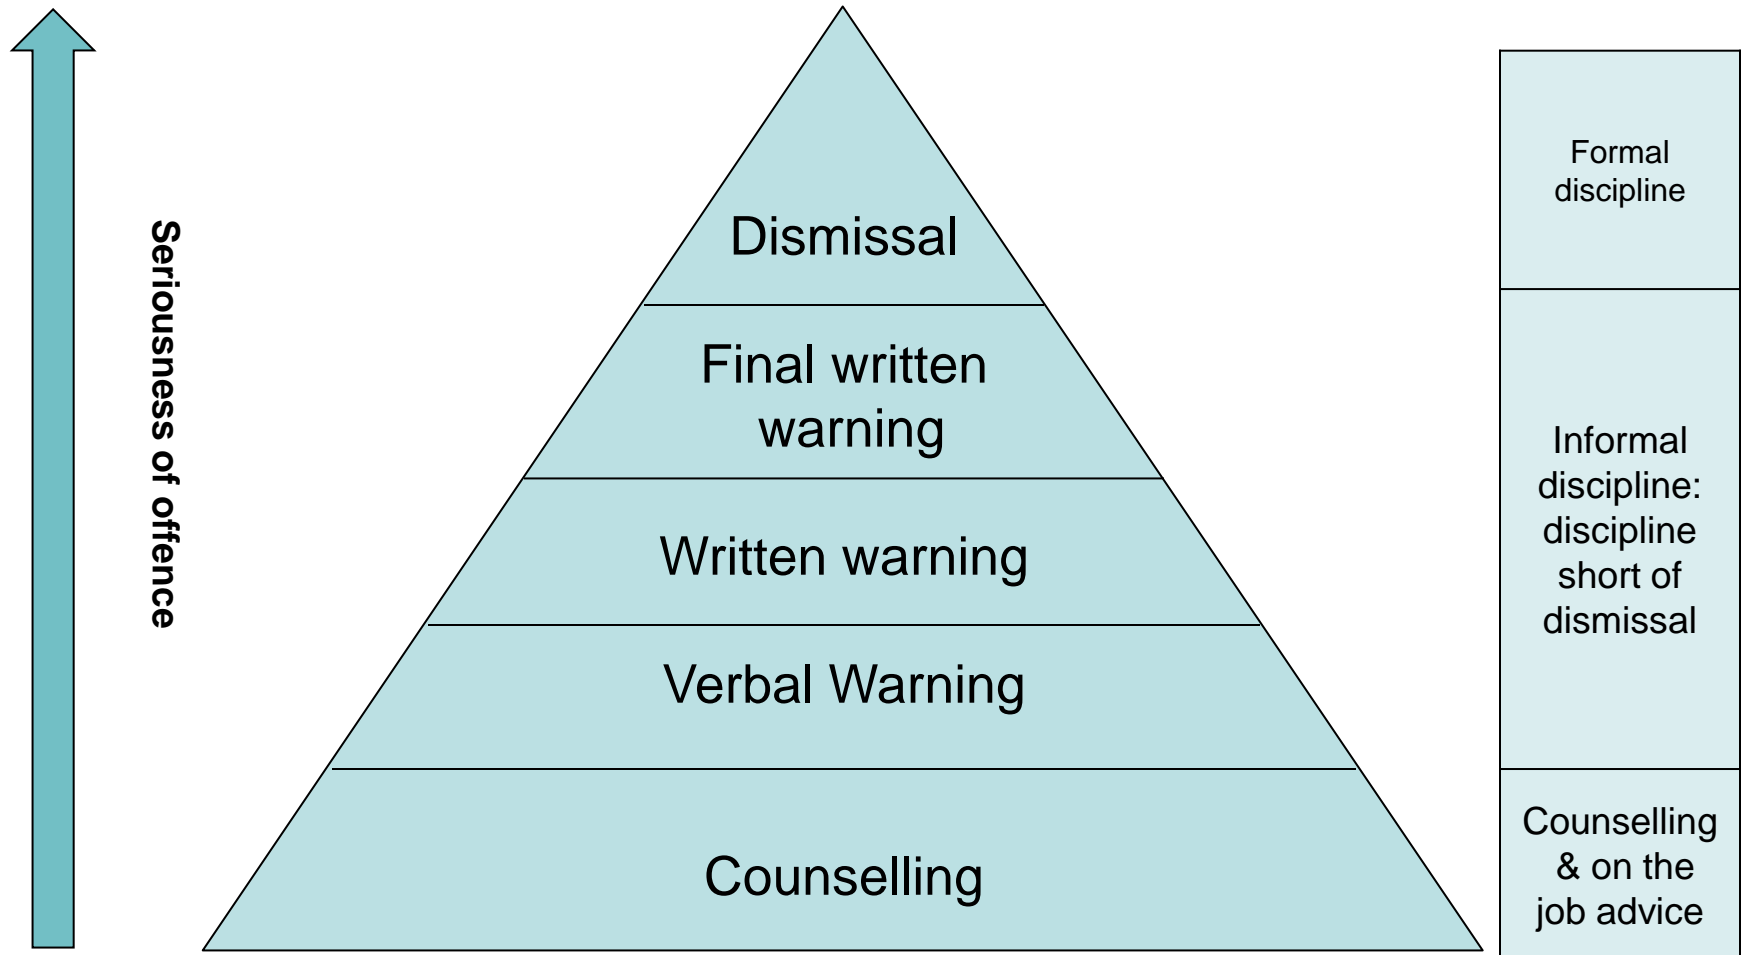 Seriousness of offence
Dismissal
Final written
warning
Written warning
Verbal Warning
Counselling
Formal
discipline
Informal
discipline:
discipline
short of
dismissal
Counselling
& on the
job advice